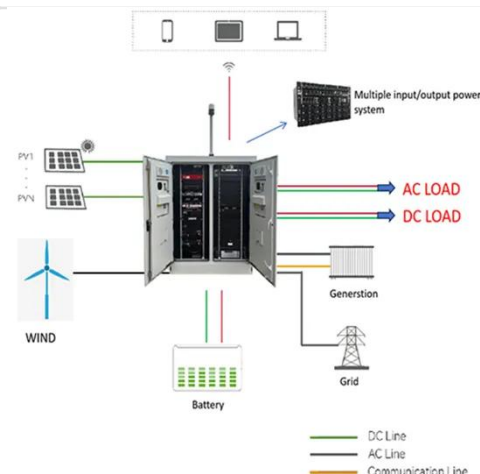 Multiple input/output power
system
PV1
PVN
AC LOAD
DC LOAD
WIND
Generstion
Grid
Battery
DC Line
AC Line
Communication Line